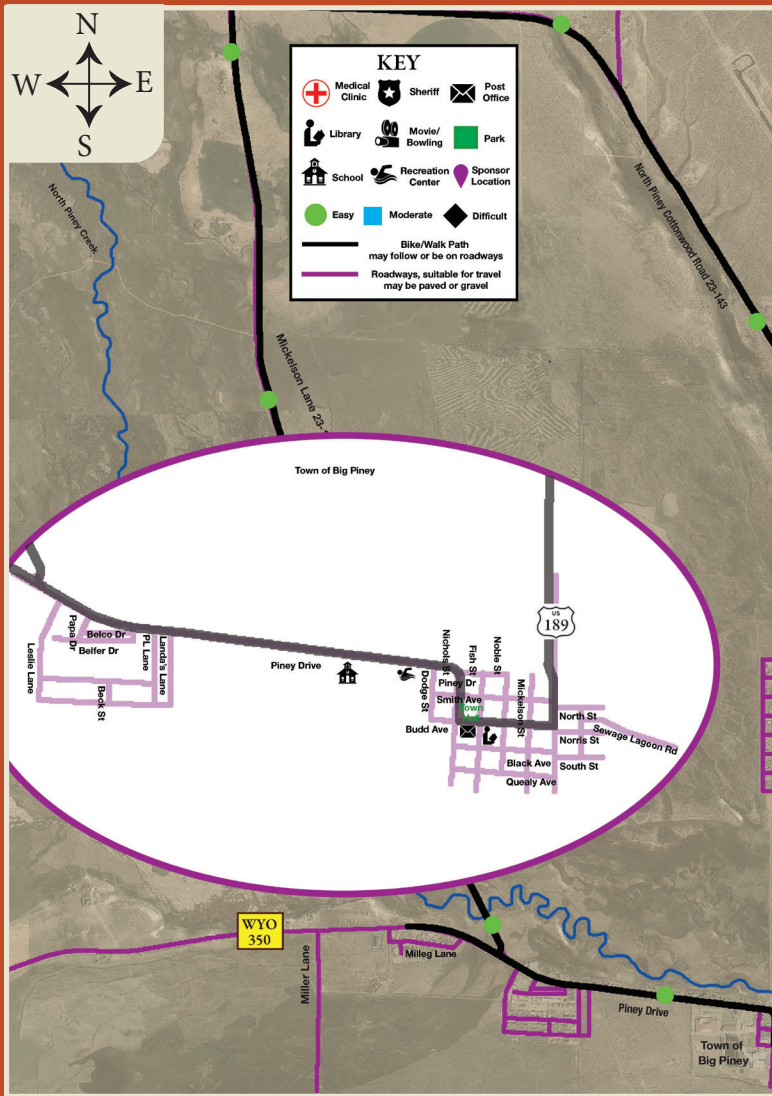 N
W E
S
KEY
Medical
Clinic
Sheriff
Post
Office
Library
Movie/
Bowling
Park
School
Recreation
Center
Sponsor
Location
Easy
Moderate
Difficult
Bike/Walk Path
may follow or be on roadways
Roadways, suitable for travel
may be paved or gravel
North Piney Creek
North Piney Cottonwood Road 23-143
Mickelson Lane 23-
Town of Big Piney
US
189
Leslie Lane
Papa Dr
Belco Dr
Belfer Dr
PL Lane
Landa's Lane
Beck St
Piney Drive
Nichols St
Fish St
Noble St
Dodge St
Piney Dr
Smith Ave
Mickelson St
Town
Budd Ave
North St
Norris St
Sewage Lagoon Rd
Black Ave
South St
Quealy Ave
WYO
350
Miller Lane
Milleg Lane
Piney Drive
Town of
Big Piney